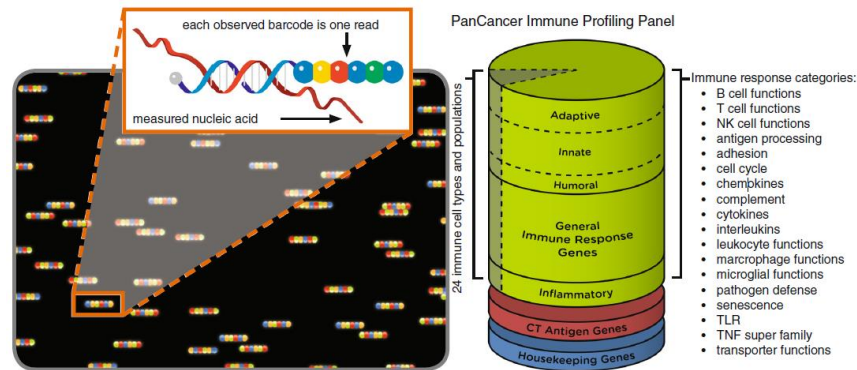 each observed barcode is one read
measured nucleic acid
PanCancer Immune Profiling Panel
24 immune cell types and populations
Adaptive
Innate
Humoral
General
Immune Response
Genes
Inflammatory
CT Antigen Genes
Housekeeping Genes
Immune response categories:
• B cell functions
• T cell functions
• NK cell functions
• antigen processing
• adhesion
• cell cycle
• chempkines
• complement
• cytokines
• interleukins
• leukocyte functions
• marcrophage functions
• microglial functions
• pathogen defense
• senescence
• TLR
• TNF super family
• transporter functions